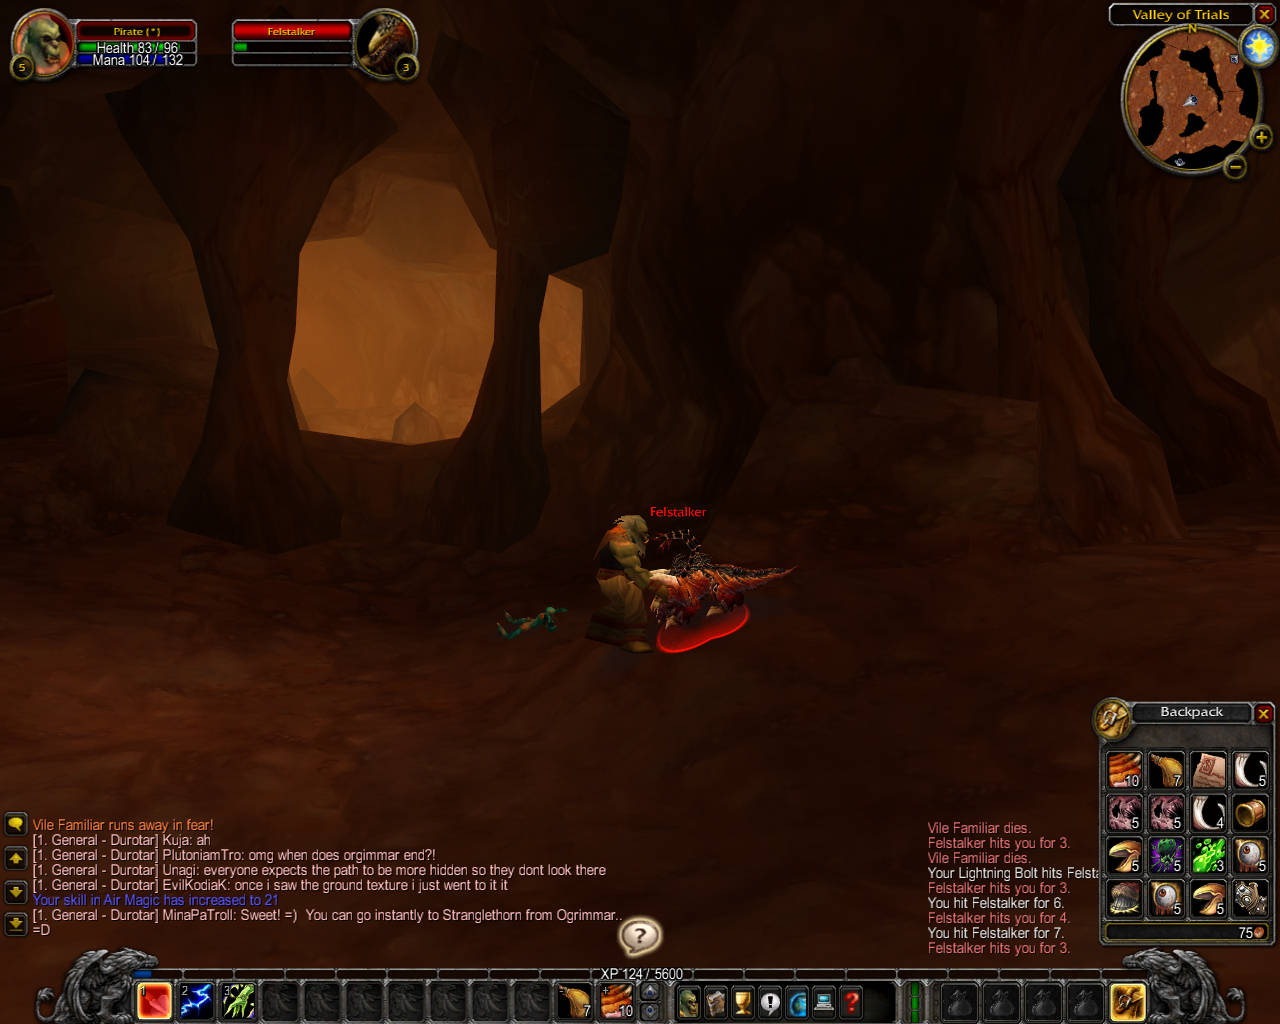 Pirate (*)
Health 83 / 96
Mana 104 / 132
5
Felstalker
3
Valley of Trials
N
Felstalker
Backpack
10
7
5
5
5
4
5
5
3
5
5
5
75
Vile Familiar runs away in fear!
[1. General - Durotar] Kuja: ah
[1. General - Durotar] PlutoniamTro: omg when does orgimmar end?!
[1. General - Durotar] Unagi: everyone expects the path to be more hidden so they dont look there
[1. General - Durotar] EvilKodiaK: once i saw the ground texture i just went to it it
Your skill in Air Magic has increased to 21
[1. General - Durotar] MinaPaTroll: Sweet! =)  You can go instantly to Stranglethorn from Ogrimmar..
=D
Vile Familiar dies.
Felstalker hits you for 3.
Vile Familiar dies.
Your Lightning Bolt hits Felsta
Felstalker hits you for 3.
You hit Felstalker for 6.
Felstalker hits you for 4.
You hit Felstalker for 7.
Felstalker hits you for 3.
?
XP 124 / 5600
1
2
3
7
+
10
!
?